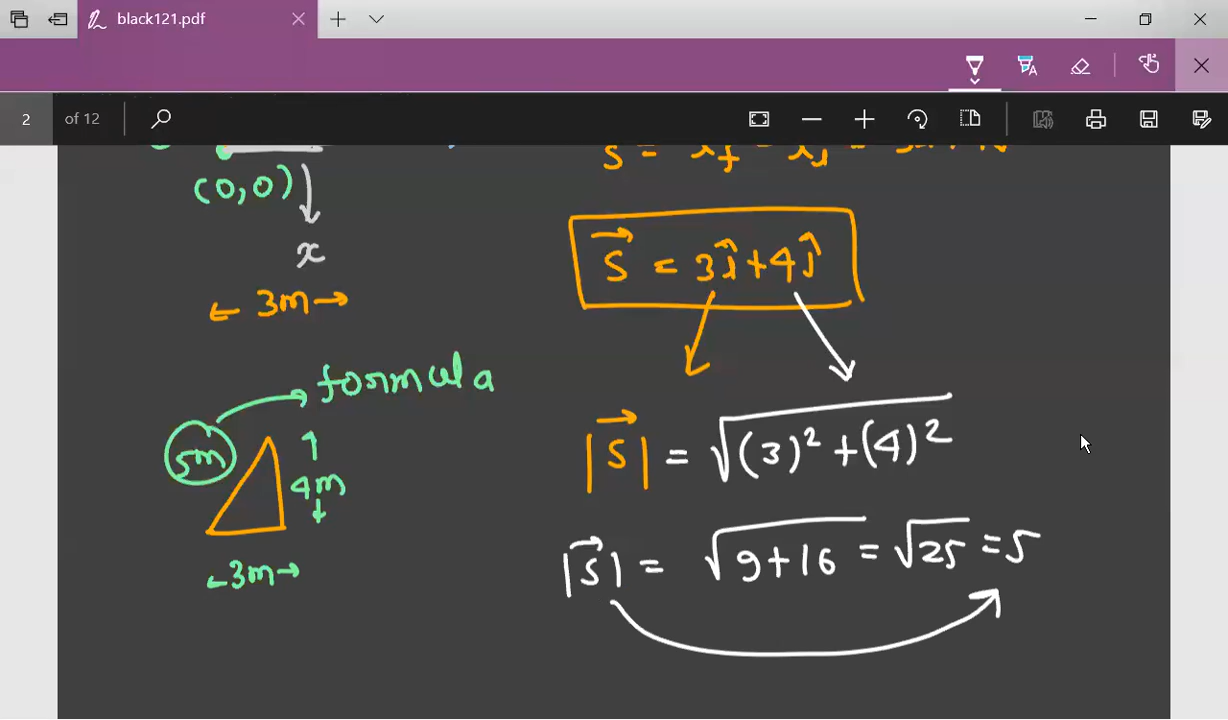 black121.pdf
2 of 12
(0,0)
x
← 3m →
S⃗ = 3î+4ĵ
formula
5m
4m
←3m→
|S⃗| = √(3)²+(4)²
|S⃗| = √9+16 = √25 = 5